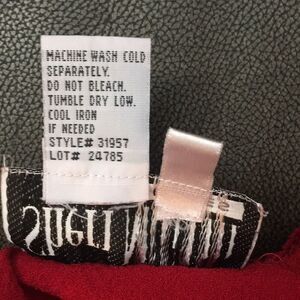 MACHINE WASH COLD
SEPARATELY.
DO NOT BLEACH.
TUMBLE DRY LOW.
COOL IRON
IF NEEDED
STYLE# 31957
LOT# 24785